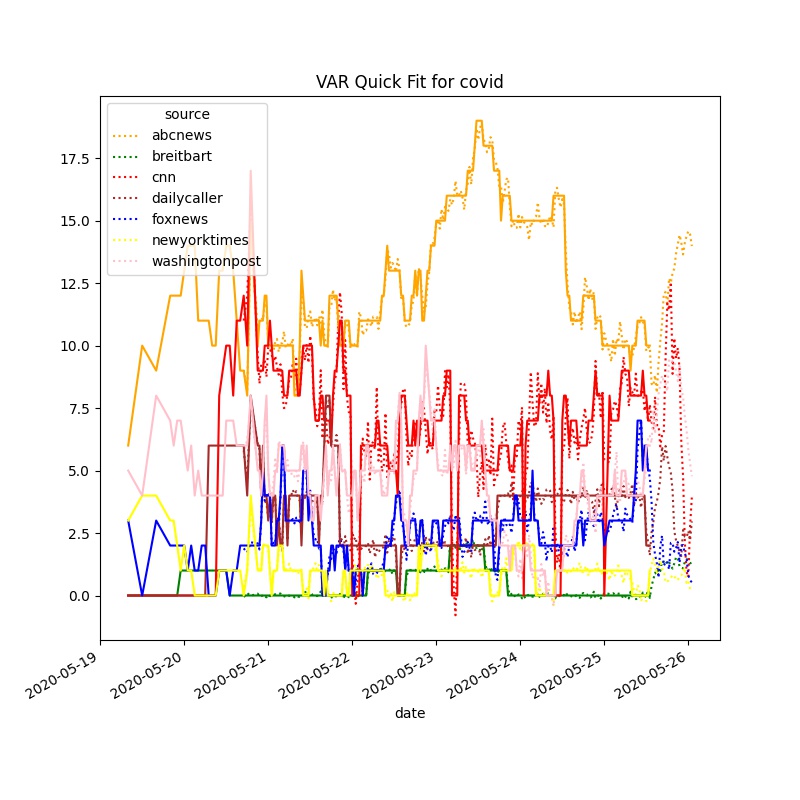 VAR Quick Fit for covid
source
abcnews
breitbart
cnn
dailycaller
foxnews
newyorktimes
washingtonpost
17.5
15.0
12.5
10.0
7.5
5.0
2.5
0.0
2020-05-19
2020-05-20
2020-05-21
2020-05-22
2020-05-23
2020-05-24
2020-05-25
2020-05-26
date